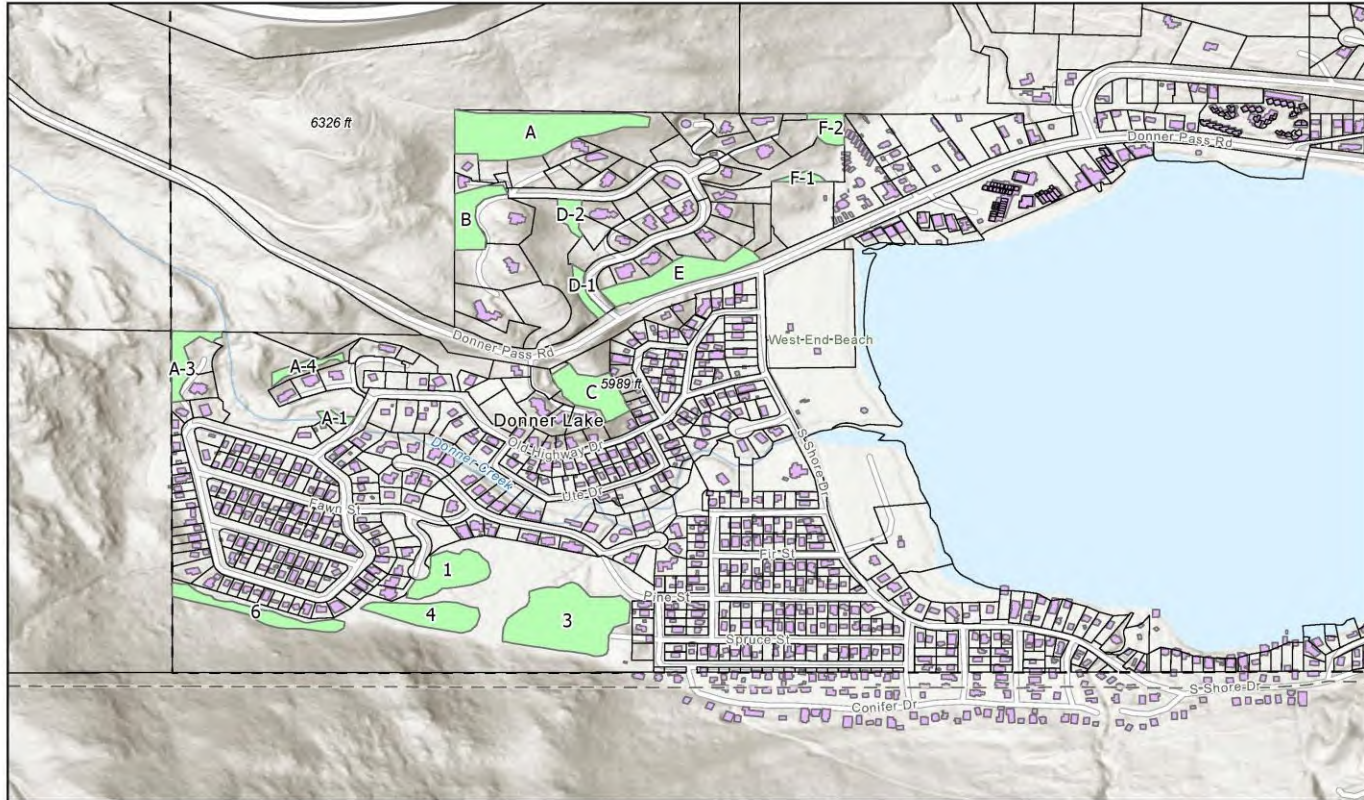 6326 ft
A
F-2
Donner Pass Rd
F-1
B
D-2
E
D-1
Donner Pass Rd
West End Beach
A-3
A-4
C
5989 ft
A-1
Donner Lake
Old Highway Dr
Donner Creek
S Shore Dr
Ute Dr
Fawn St
Fir St
1
Pine St
6
4
3
Spruce St
S Shore Dr
Conifer Dr